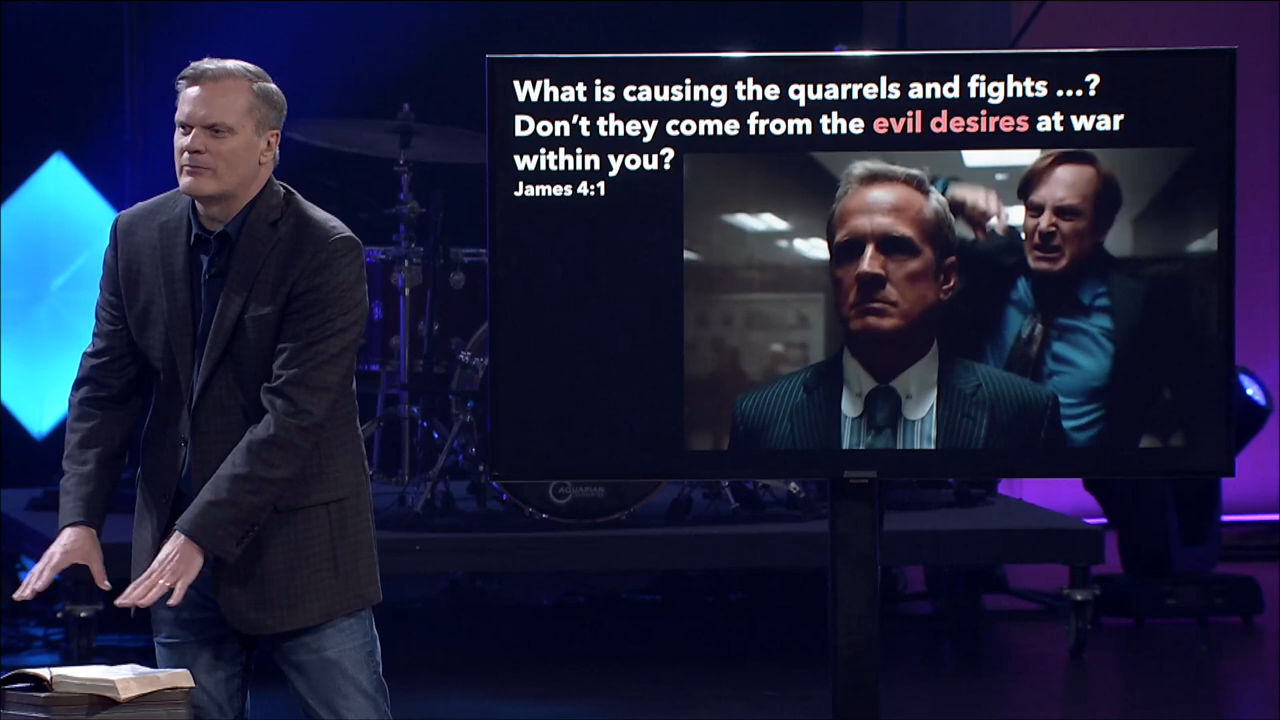 What is causing the quarrels and fights ...?
Don't they come from the evil desires at war
within you?
James 4:1
AQUARIAN